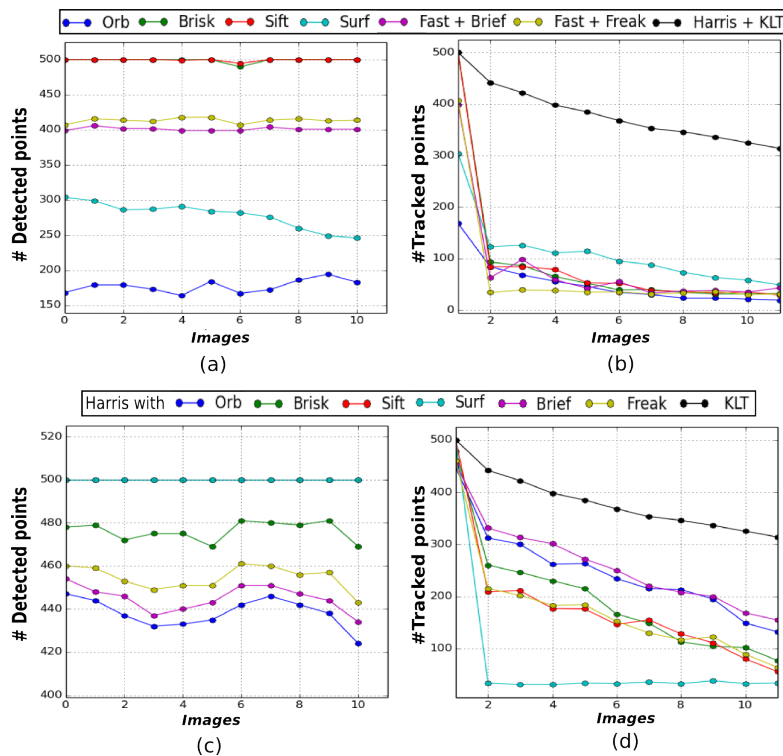 Orb Brisk Sift Surf Fast + Brief Fast + Freak Harris + KLT
# Detected points
500
450
400
350
300
250
200
150
0 2 4 6 8 10
Images
(a)
#Tracked points
500
400
300
200
100
0
2 4 6 8 10
Images
(b)
Harris with Orb Brisk Sift Surf Brief Freak KLT
# Detected points
520
500
480
460
440
420
400
0 2 4 6 8 10
Images
(c)
#Tracked points
500
400
300
200
100
2 4 6 8 10
Images
(d)